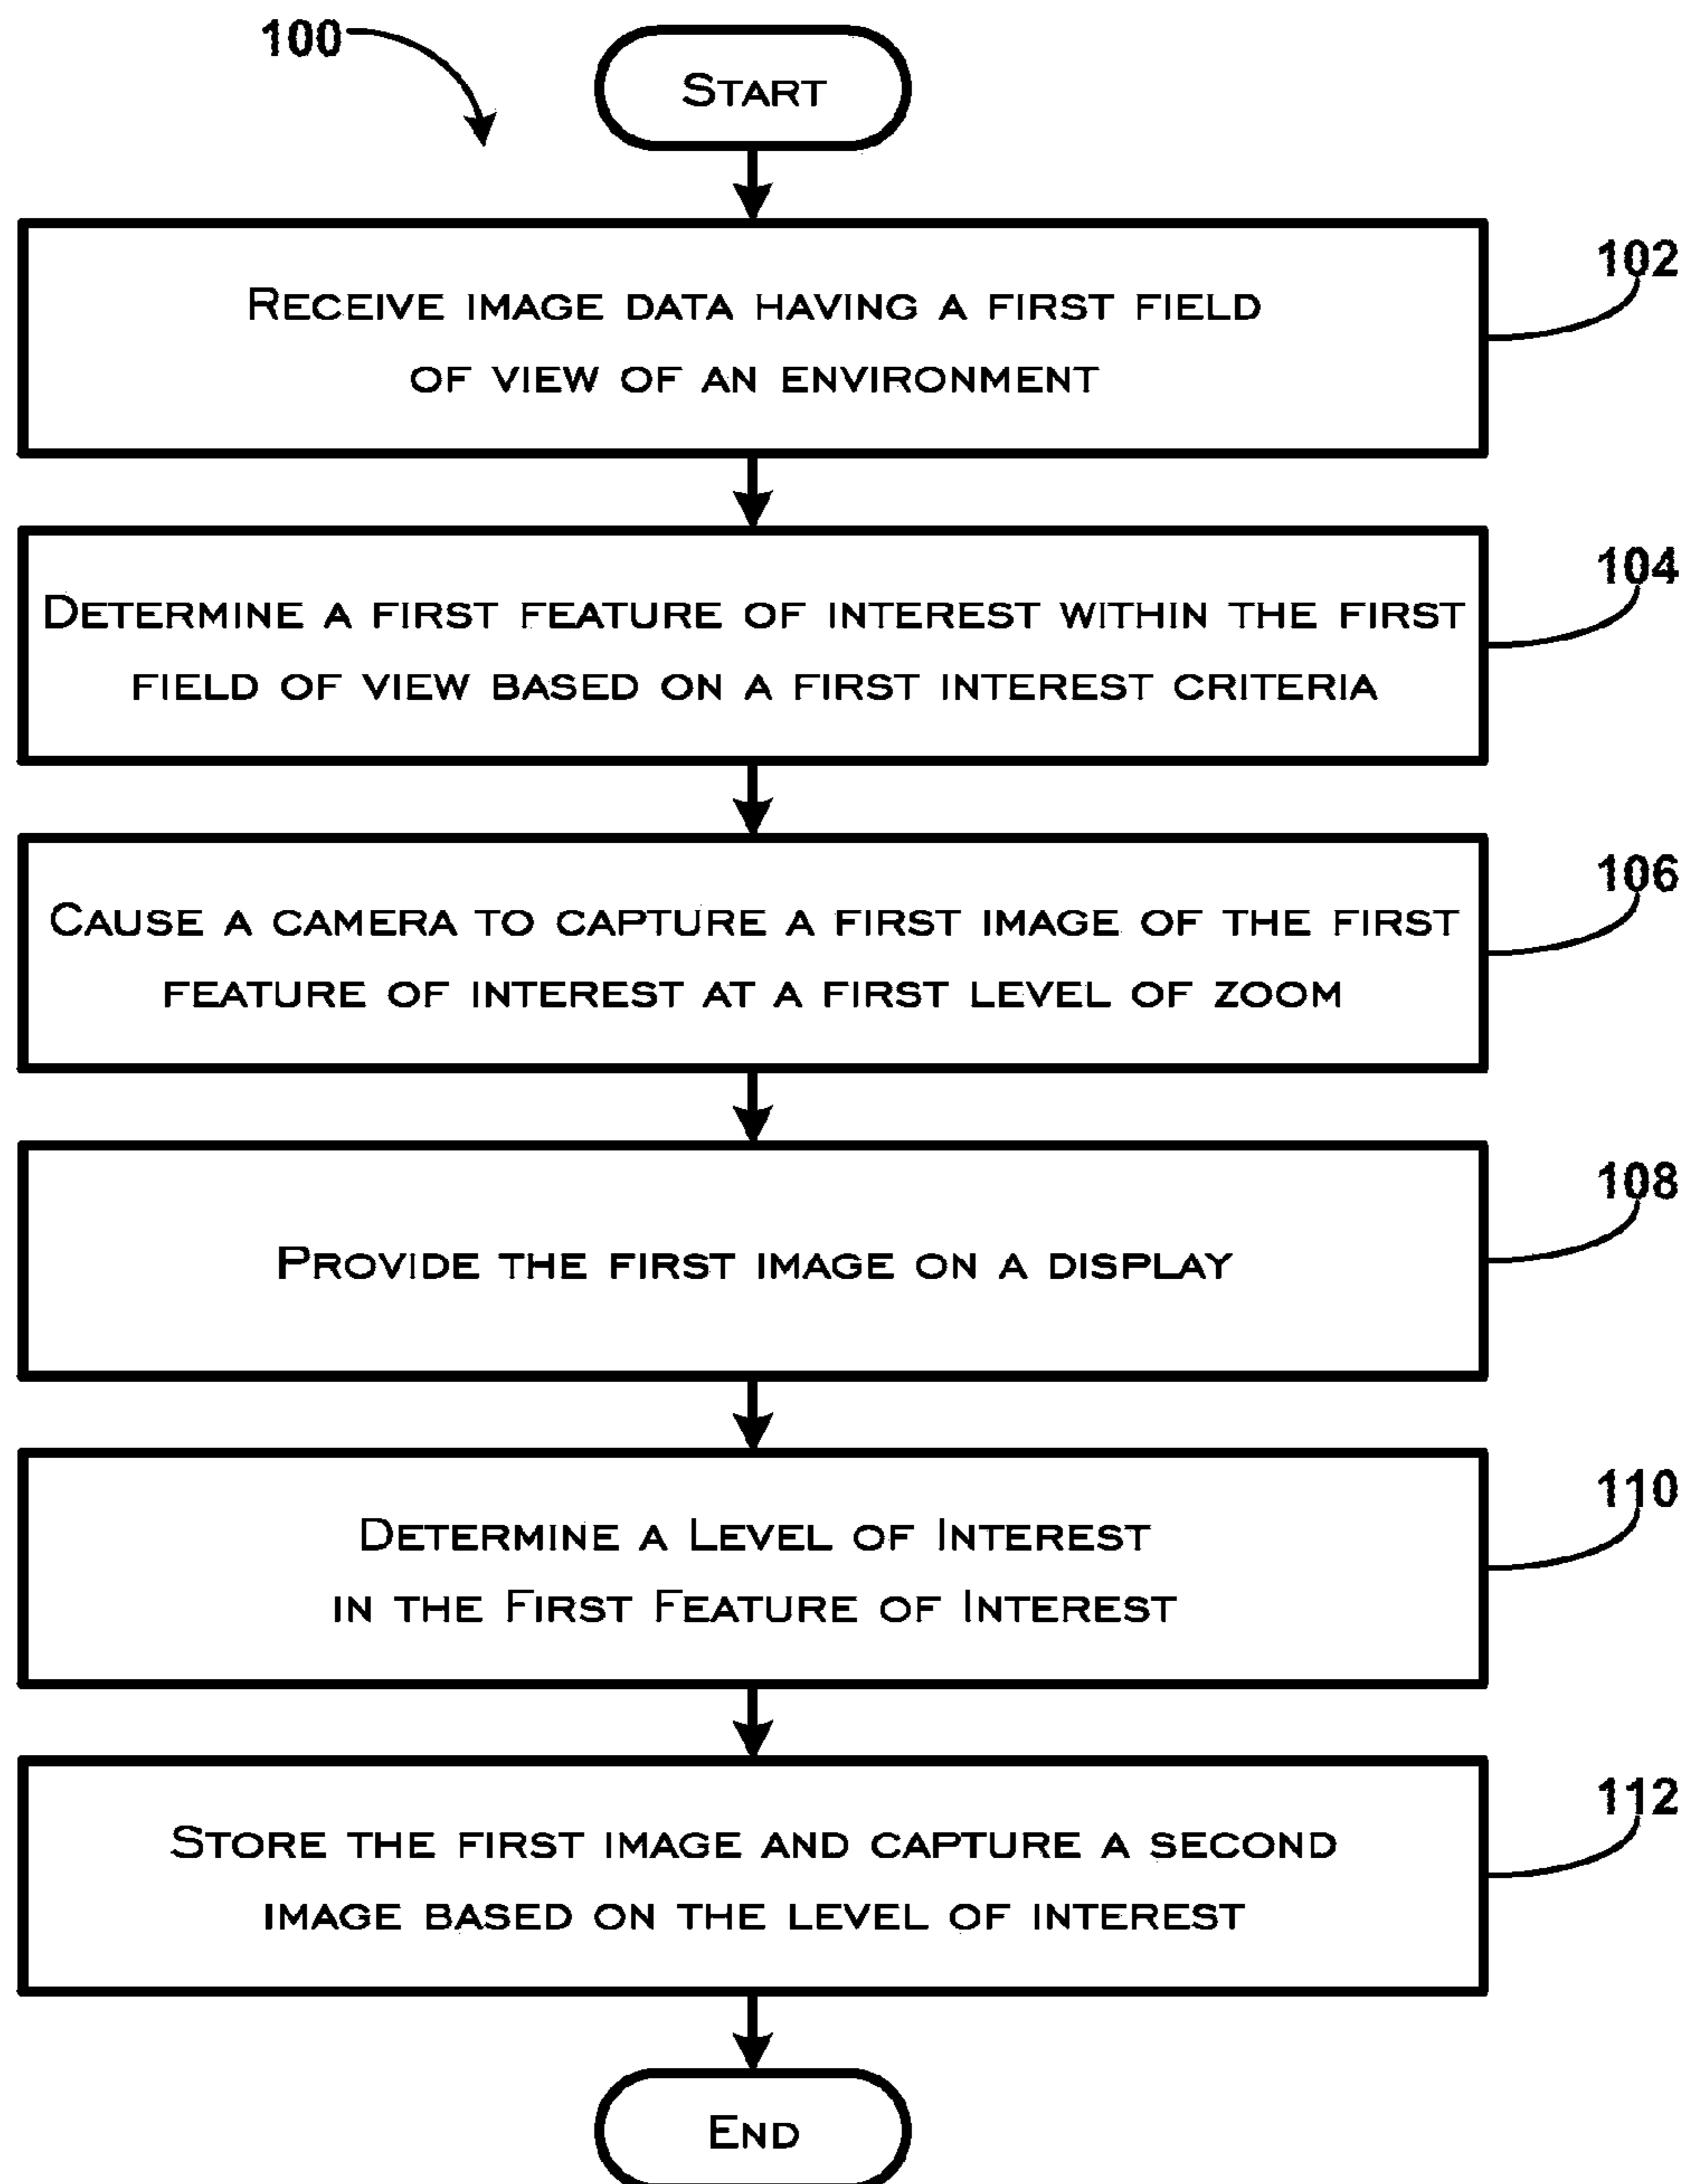 100
START
RECEIVE IMAGE DATA HAVING A FIRST FIELD
OF VIEW OF AN ENVIRONMENT
102
DETERMINE A FIRST FEATURE OF INTEREST WITHIN THE FIRST
FIELD OF VIEW BASED ON A FIRST INTEREST CRITERIA
104
CAUSE A CAMERA TO CAPTURE A FIRST IMAGE OF THE FIRST
FEATURE OF INTEREST AT A FIRST LEVEL OF ZOOM
106
PROVIDE THE FIRST IMAGE ON A DISPLAY
108
DETERMINE A LEVEL OF INTEREST
IN THE FIRST FEATURE OF INTEREST
110
STORE THE FIRST IMAGE AND CAPTURE A SECOND
IMAGE BASED ON THE LEVEL OF INTEREST
112
END